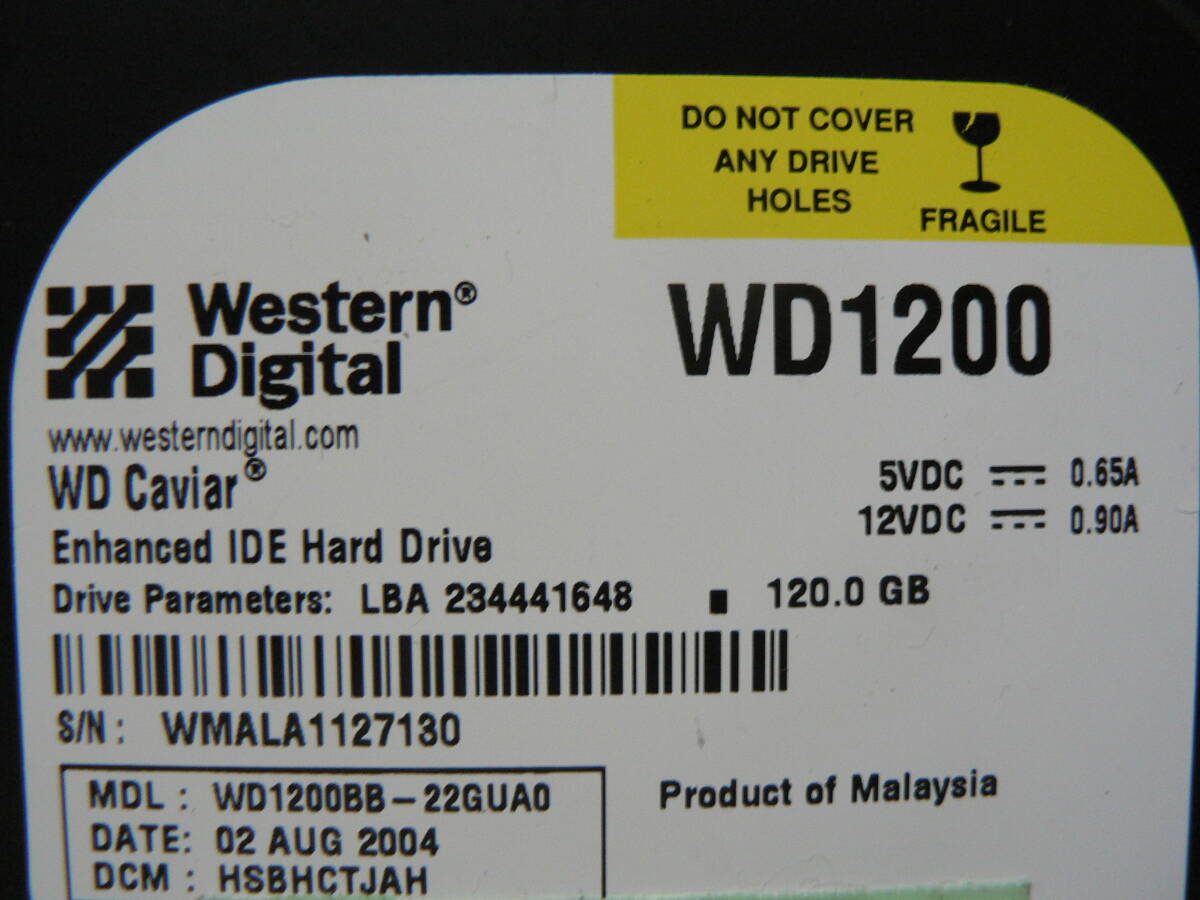 DO NOT COVER
ANY DRIVE
HOLES
FRAGILE
Western®
Digital
WD1200
www.westerndigital.com
WD Caviar®
5VDC 0.65A
12VDC 0.90A
Enhanced IDE Hard Drive
Drive Parameters: LBA 234441648 ■ 120.0 GB
S/N: WMALA1127130
MDL: WD1200BB-22GUA0
Product of Malaysia
DATE: 02 AUG 2004
DCM: HSBHCTJAH